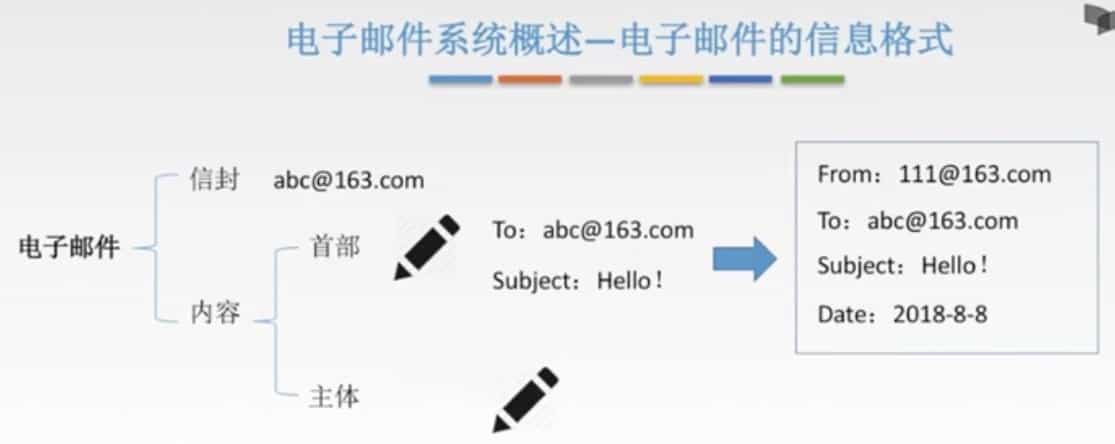 电子邮件系统概述—电子邮件的信息格式
电子邮件
信封 abc@163.com
内容
首部
To：abc@163.com
Subject：Hello！
主体
From：111@163.com
To：abc@163.com
Subject：Hello！
Date：2018-8-8